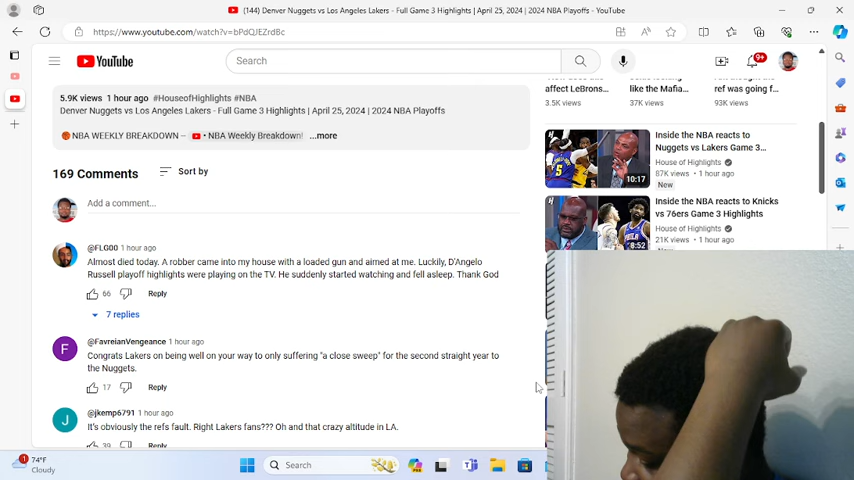 (144) Denver Nuggets vs Los Angeles Lakers - Full Game 3 Highlights | April 25, 2024 | 2024 NBA Playoffs - YouTube
https://www.youtube.com/watch?v=bPdQJEZrdBc
YouTube
Search
9+
5.9K views 1 hour ago #HouseofHighlights #NBA
Denver Nuggets vs Los Angeles Lakers - Full Game 3 Highlights | April 25, 2024 | 2024 NBA Playoffs
NBA WEEKLY BREAKDOWN -- • NBA Weekly Breakdown! ...more
169 Comments
Sort by
Add a comment...
@FLG00 1 hour ago
Almost died today. A robber came into my house with a loaded gun and aimed at me. Luckily, D'Angelo
Russell playoff highlights were playing on the TV. He suddenly started watching and fell asleep. Thank God
66 Reply
7 replies
F
@FavreianVengeance 1 hour ago
Congrats Lakers on being well on your way to only suffering "a close sweep" for the second straight year to
the Nuggets.
17 Reply
J
@jkemp6791 1 hour ago
It's obviously the refs fault. Right Lakers fans??? Oh and that crazy altitude in LA.
39 Reply
affect LeBrons...
3.5K views
like the Mafia...
37K views
ref was going f...
93K views
10:17
Inside the NBA reacts to
Nuggets vs Lakers Game 3...
House of Highlights
87K views • 1 hour ago
New
8:52
Inside the NBA reacts to Knicks
vs 76ers Game 3 Highlights
House of Highlights
21K views • 1 hour ago
New
1
74°F
Cloudy
Search